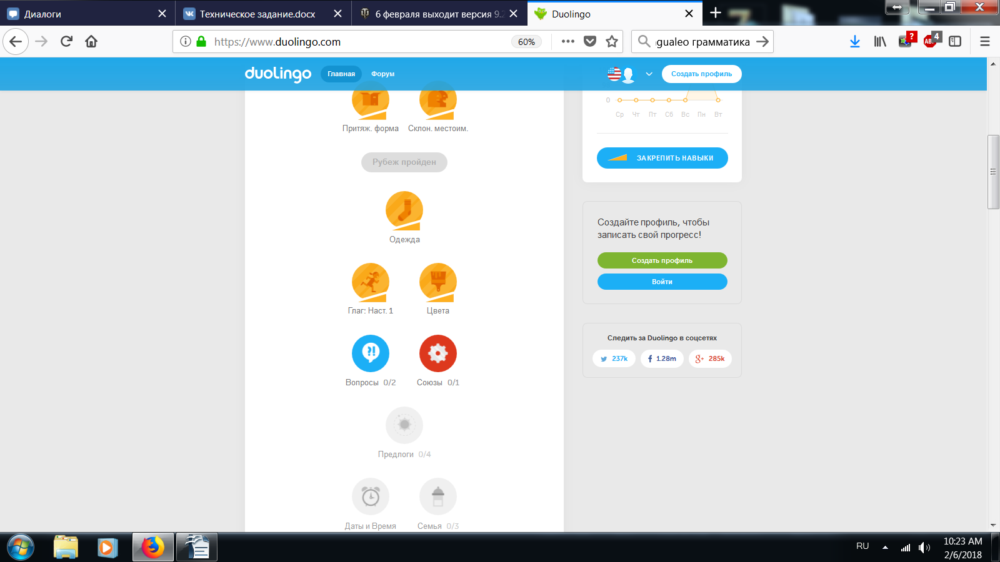 Диалоги
Техническое задание.docx
6 февраля выходит версия 9.2
Duolingo
https://www.duolingo.com
60%
gualeo грамматика
?
ABP
4
duolingo
Главная
Форум
Создать профиль
Притяж. форма
Склон. местоим.
Рубеж пройден
Одежда
Глаг: Наст. 1
Цвета
Вопросы 0/2
Союзы 0/1
Предлоги 0/4
Даты и Время
Семья 0/3
0
Ср Чт Пт Сб Вс Пн Вт
ЗАКРЕПИТЬ НАВЫКИ
Создайте профиль, чтобы
записать свой прогресс!
Создать профиль
Войти
Следить за Duolingo в соцсетях
237k
1.28m
285k
RU
10:23 AM
2/6/2018